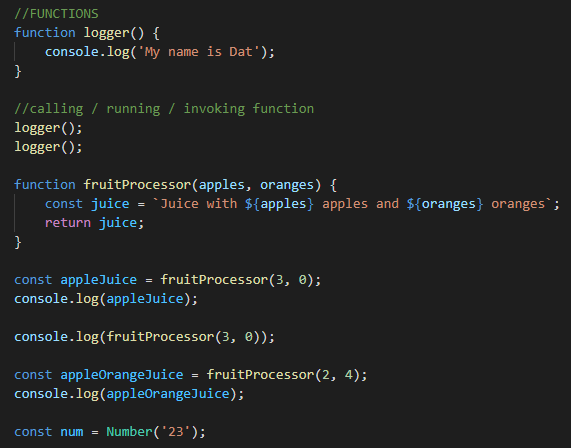 //FUNCTIONS
function logger() {
    console.log('My name is Dat');
}

//calling / running / invoking function
logger();
logger();

function fruitProcessor(apples, oranges) {
    const juice = `Juice with ${apples} apples and ${oranges} oranges`;
    return juice;
}

const appleJuice = fruitProcessor(3, 0);
console.log(appleJuice);

console.log(fruitProcessor(3, 0));

const appleOrangeJuice = fruitProcessor(2, 4);
console.log(appleOrangeJuice);

const num = Number('23');